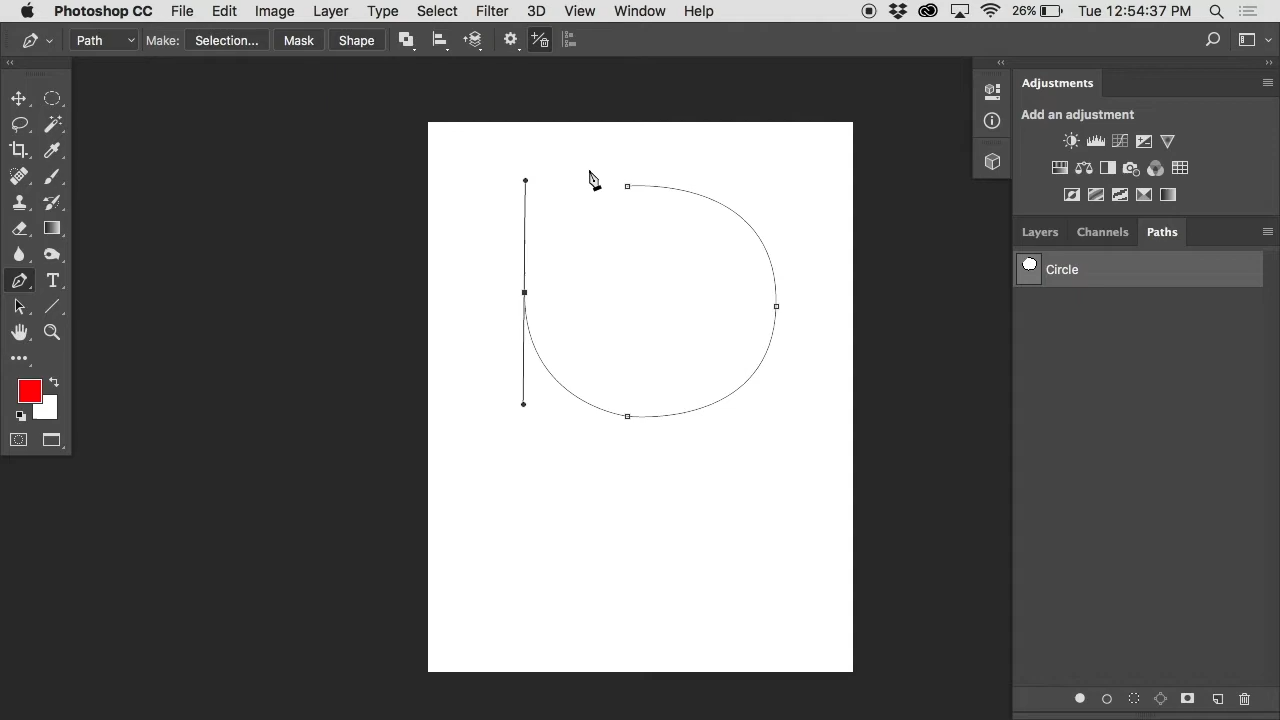 Photoshop CC File Edit Image Layer Type Select Filter 3D View Window Help 26% Tue 12:54:37 PM
Path Make: Selection... Mask Shape
Adjustments
Add an adjustment
Layers Channels Paths
Circle